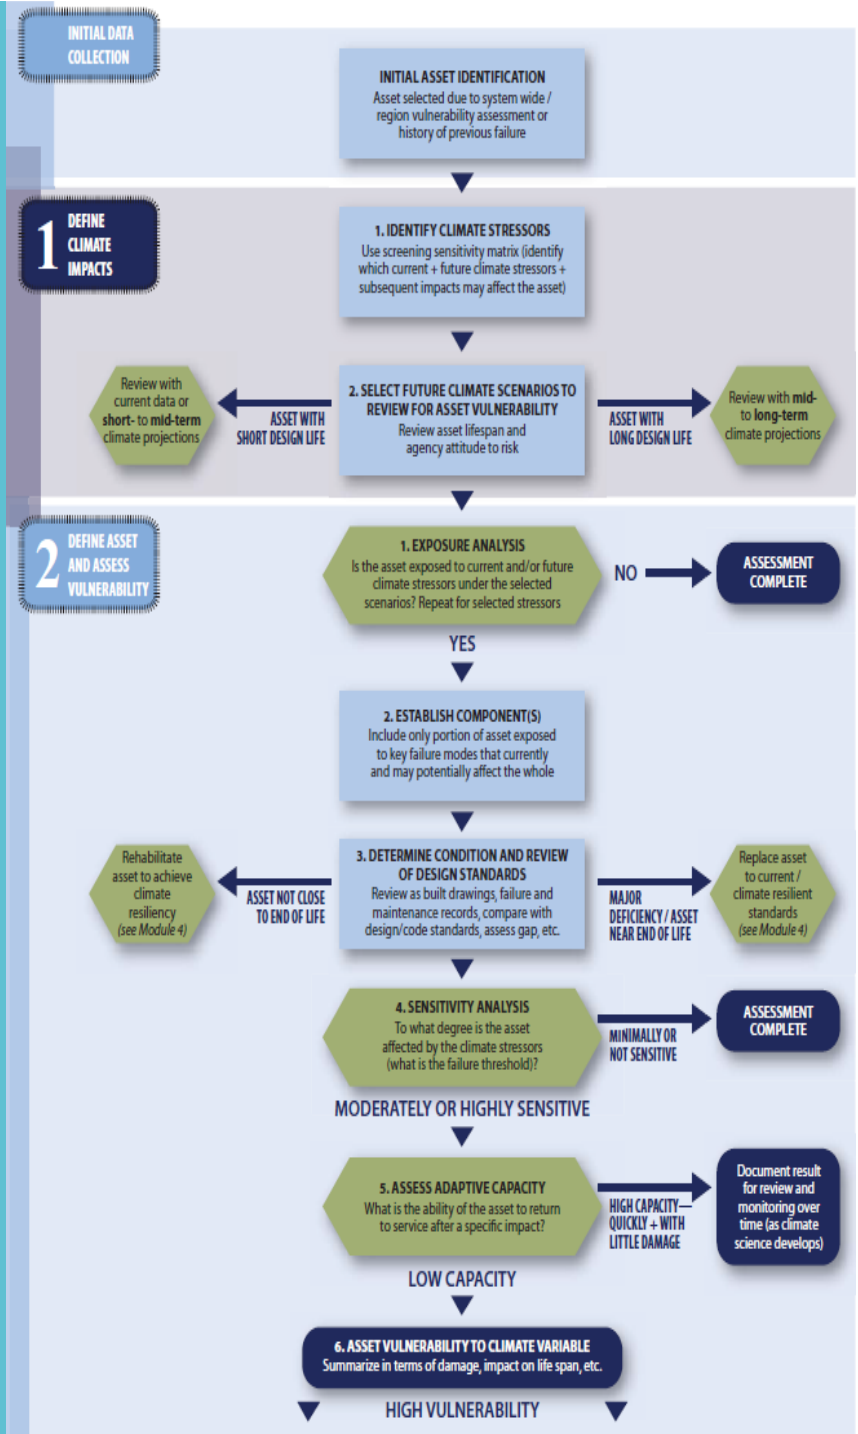 INITIAL DATA
COLLECTION
INITIAL ASSET IDENTIFICATION
Asset selected due to system wide /
region vulnerability assessment or
history of previous failure
1
DEFINE
CLIMATE
IMPACTS
1. IDENTIFY CLIMATE STRESSORS
Use screening sensitivity matrix (identify
which current + future climate stressors +
subsequent impacts may affect the asset)
Review with
current data or
short- to mid-term
climate projections
ASSET WITH
SHORT DESIGN LIFE
2. SELECT FUTURE CLIMATE SCENARIOS TO
REVIEW FOR ASSET VULNERABILITY
Review asset lifespan and
agency attitude to risk
ASSET WITH
LONG DESIGN LIFE
Review with mid-
to long-term
climate projections
2
DEFINE ASSET
AND ASSESS
VULNERABILITY
1. EXPOSURE ANALYSIS
Is the asset exposed to current and/or future
climate stressors under the selected
scenarios? Repeat for selected stressors
NO
ASSESSMENT
COMPLETE
YES
2. ESTABLISH COMPONENT(S)
Include only portion of asset exposed
to key failure modes that currently
and may potentially affect the whole
Rehabilitate
asset to achieve
climate
resiliency
(see Module 4)
ASSET NOT CLOSE
TO END OF LIFE
3. DETERMINE CONDITION AND REVIEW
OF DESIGN STANDARDS
Review as built drawings, failure and
maintenance records, compare with
design/code standards, assess gap, etc.
MAJOR
DEFICIENCY / ASSET
NEAR END OF LIFE
Replace asset
to current /
climate resilient
standards
(see Module 4)
4. SENSITIVITY ANALYSIS
To what degree is the asset
affected by the climate stressors
(what is the failure threshold)?
MINIMALLY OR
NOT SENSITIVE
ASSESSMENT
COMPLETE
MODERATELY OR HIGHLY SENSITIVE
5. ASSESS ADAPTIVE CAPACITY
What is the ability of the asset to return
to service after a specific impact?
HIGH CAPACITY—
QUICKLY + WITH
LITTLE DAMAGE
Document result
for review and
monitoring over
time (as climate
science develops)
LOW CAPACITY
6. ASSET VULNERABILITY TO CLIMATE VARIABLE
Summarize in terms of damage, impact on life span, etc.
HIGH VULNERABILITY